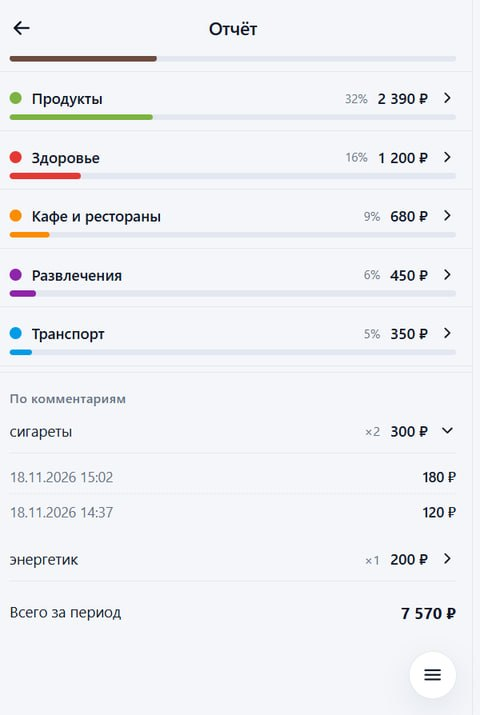 Отчёт
Продукты 32% 2 390 ₽
Здоровье 16% 1 200 ₽
Кафе и рестораны 9% 680 ₽
Развлечения 6% 450 ₽
Транспорт 5% 350 ₽
По комментариям
сигареты ×2 300 ₽
18.11.2026 15:02 180 ₽
18.11.2026 14:37 120 ₽
энергетик ×1 200 ₽
Всего за период 7 570 ₽